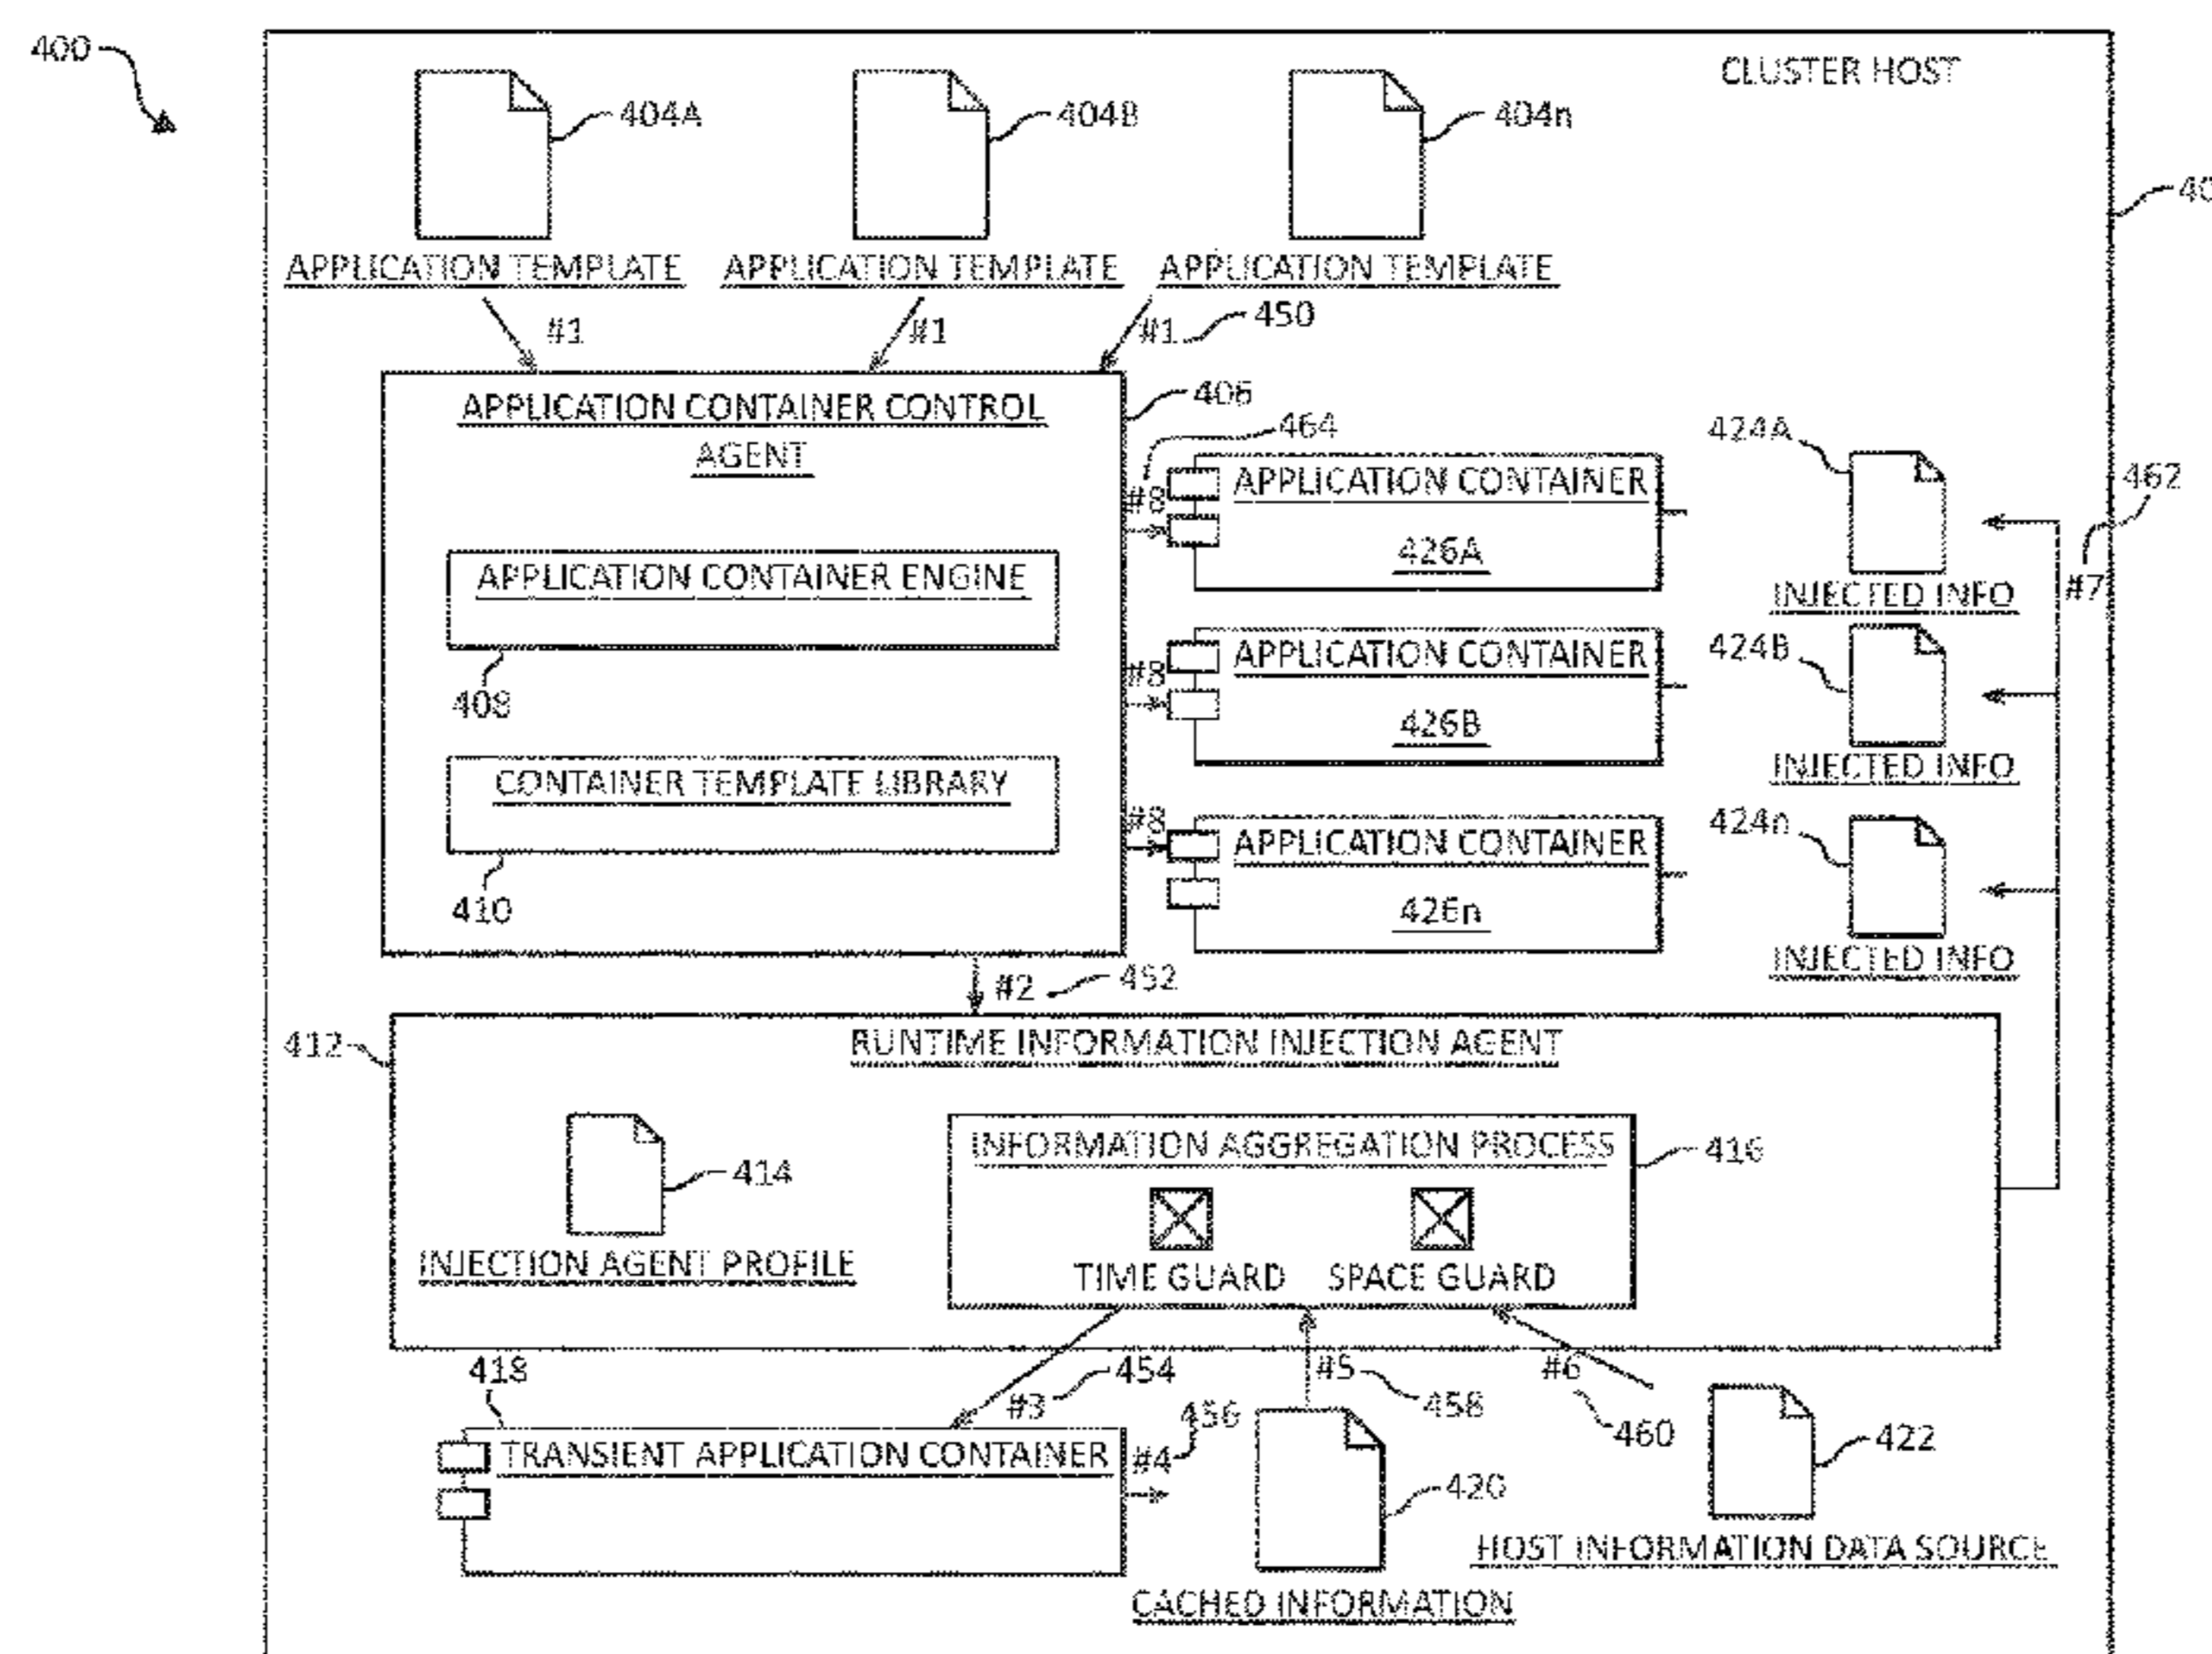 400
CLUSTER HOST
404A
404B
404n
40
APPLICATION TEMPLATE
APPLICATION TEMPLATE
APPLICATION TEMPLATE
#1
#1
#1
450
APPLICATION CONTAINER CONTROL
AGENT
406
464
APPLICATION CONTAINER ENGINE
408
CONTAINER TEMPLATE LIBRARY
410
#8
APPLICATION CONTAINER
426A
#8
APPLICATION CONTAINER
426B
#8
APPLICATION CONTAINER
426n
424A
INJECTED INFO
424B
INJECTED INFO
424n
INJECTED INFO
462
#7
#2
452
412
RUNTIME INFORMATION INJECTION AGENT
414
INJECTION AGENT PROFILE
INFORMATION AGGREGATION PROCESS
416
TIME GUARD
SPACE GUARD
418
#3
454
#5
458
#6
460
TRANSIENT APPLICATION CONTAINER
#4
456
420
CACHED INFORMATION
422
HOST INFORMATION DATA SOURCE